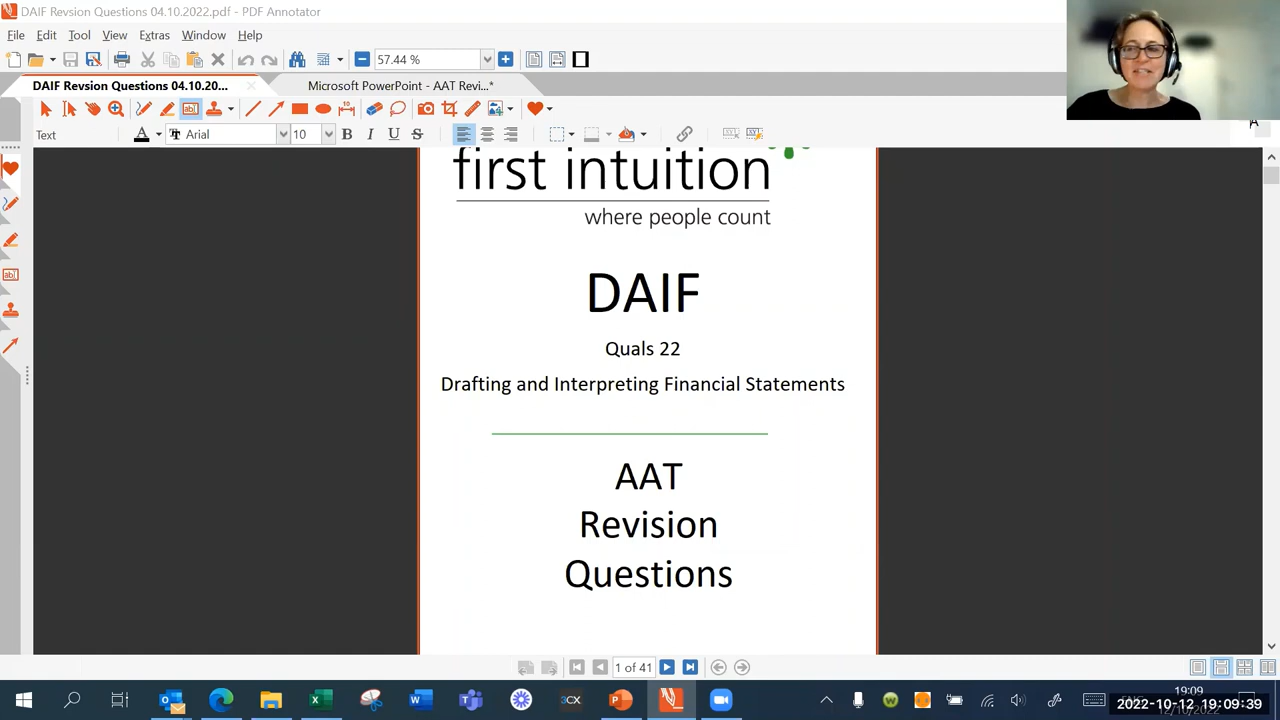 DAIF Revsion Questions 04.10.2022.pdf - PDF Annotator
File Edit Tool View Extras Window Help
57.44 %
DAIF Revsion Questions 04.10.20... Microsoft PowerPoint - AAT Revi...*
Text A Arial 10 B I U S
A
first intuition
where people count
DAIF
Quals 22
Drafting and Interpreting Financial Statements
AAT
Revision
Questions
1 of 41
19:09
2022-10-12 19:09:39